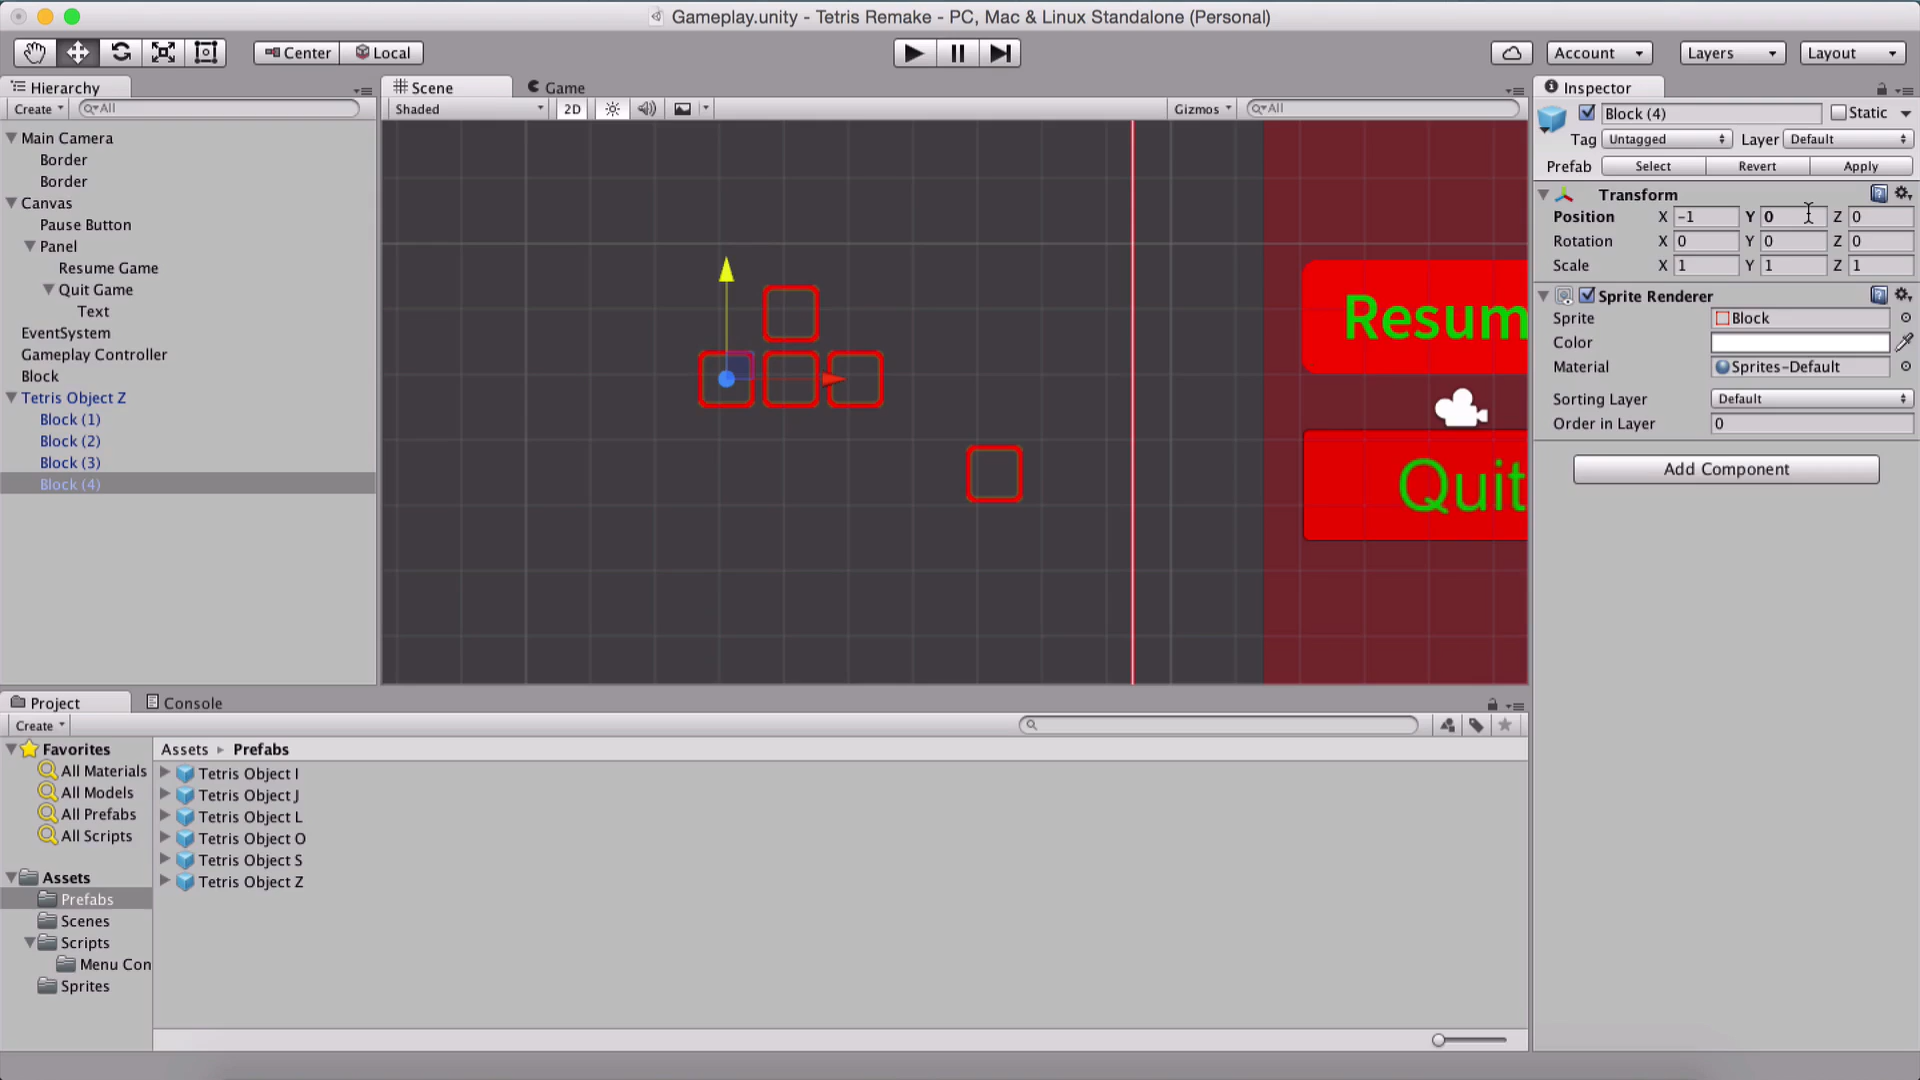 Gameplay.unity - Tetris Remake - PC, Mac & Linux Standalone (Personal)
Center Local Account Layers Layout
Hierarchy
Create All
Main Camera
Border
Border
Canvas
Pause Button
Panel
Resume Game
Quit Game
Text
EventSystem
Gameplay Controller
Block
Tetris Object Z
Block (1)
Block (2)
Block (3)
Block (4)
Scene Game
Shaded 2D Gizmos All
Resum
Quit
Inspector
Block (4) Static
Tag Untagged Layer Default
Prefab Select Revert Apply
Transform
Position X -1 Y 0 Z 0
Rotation X 0 Y 0 Z 0
Scale X 1 Y 1 Z 1
Sprite Renderer
Sprite Block
Color
Material Sprites-Default
Sorting Layer Default
Order in Layer 0
Add Component
Project Console
Create
Favorites
All Materials
All Models
All Prefabs
All Scripts
Assets
Prefabs
Scenes
Scripts
Menu Con
Sprites
Assets Prefabs
Tetris Object I
Tetris Object J
Tetris Object L
Tetris Object O
Tetris Object S
Tetris Object Z